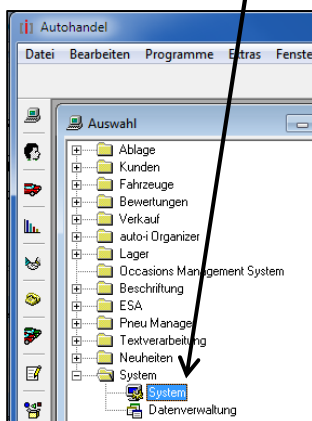 [i] Autohandel
Datei Bearbeiten Programme Extras Fenste
Auswahl
Ablage
Kunden
Fahrzeuge
Bewertungen
Verkauf
auto-i Organizer
Lager
Occasions Management System
Beschriftung
ESA
Pneu Manager
Textverarbeitung
Neuheiten
System
System
Datenverwaltung